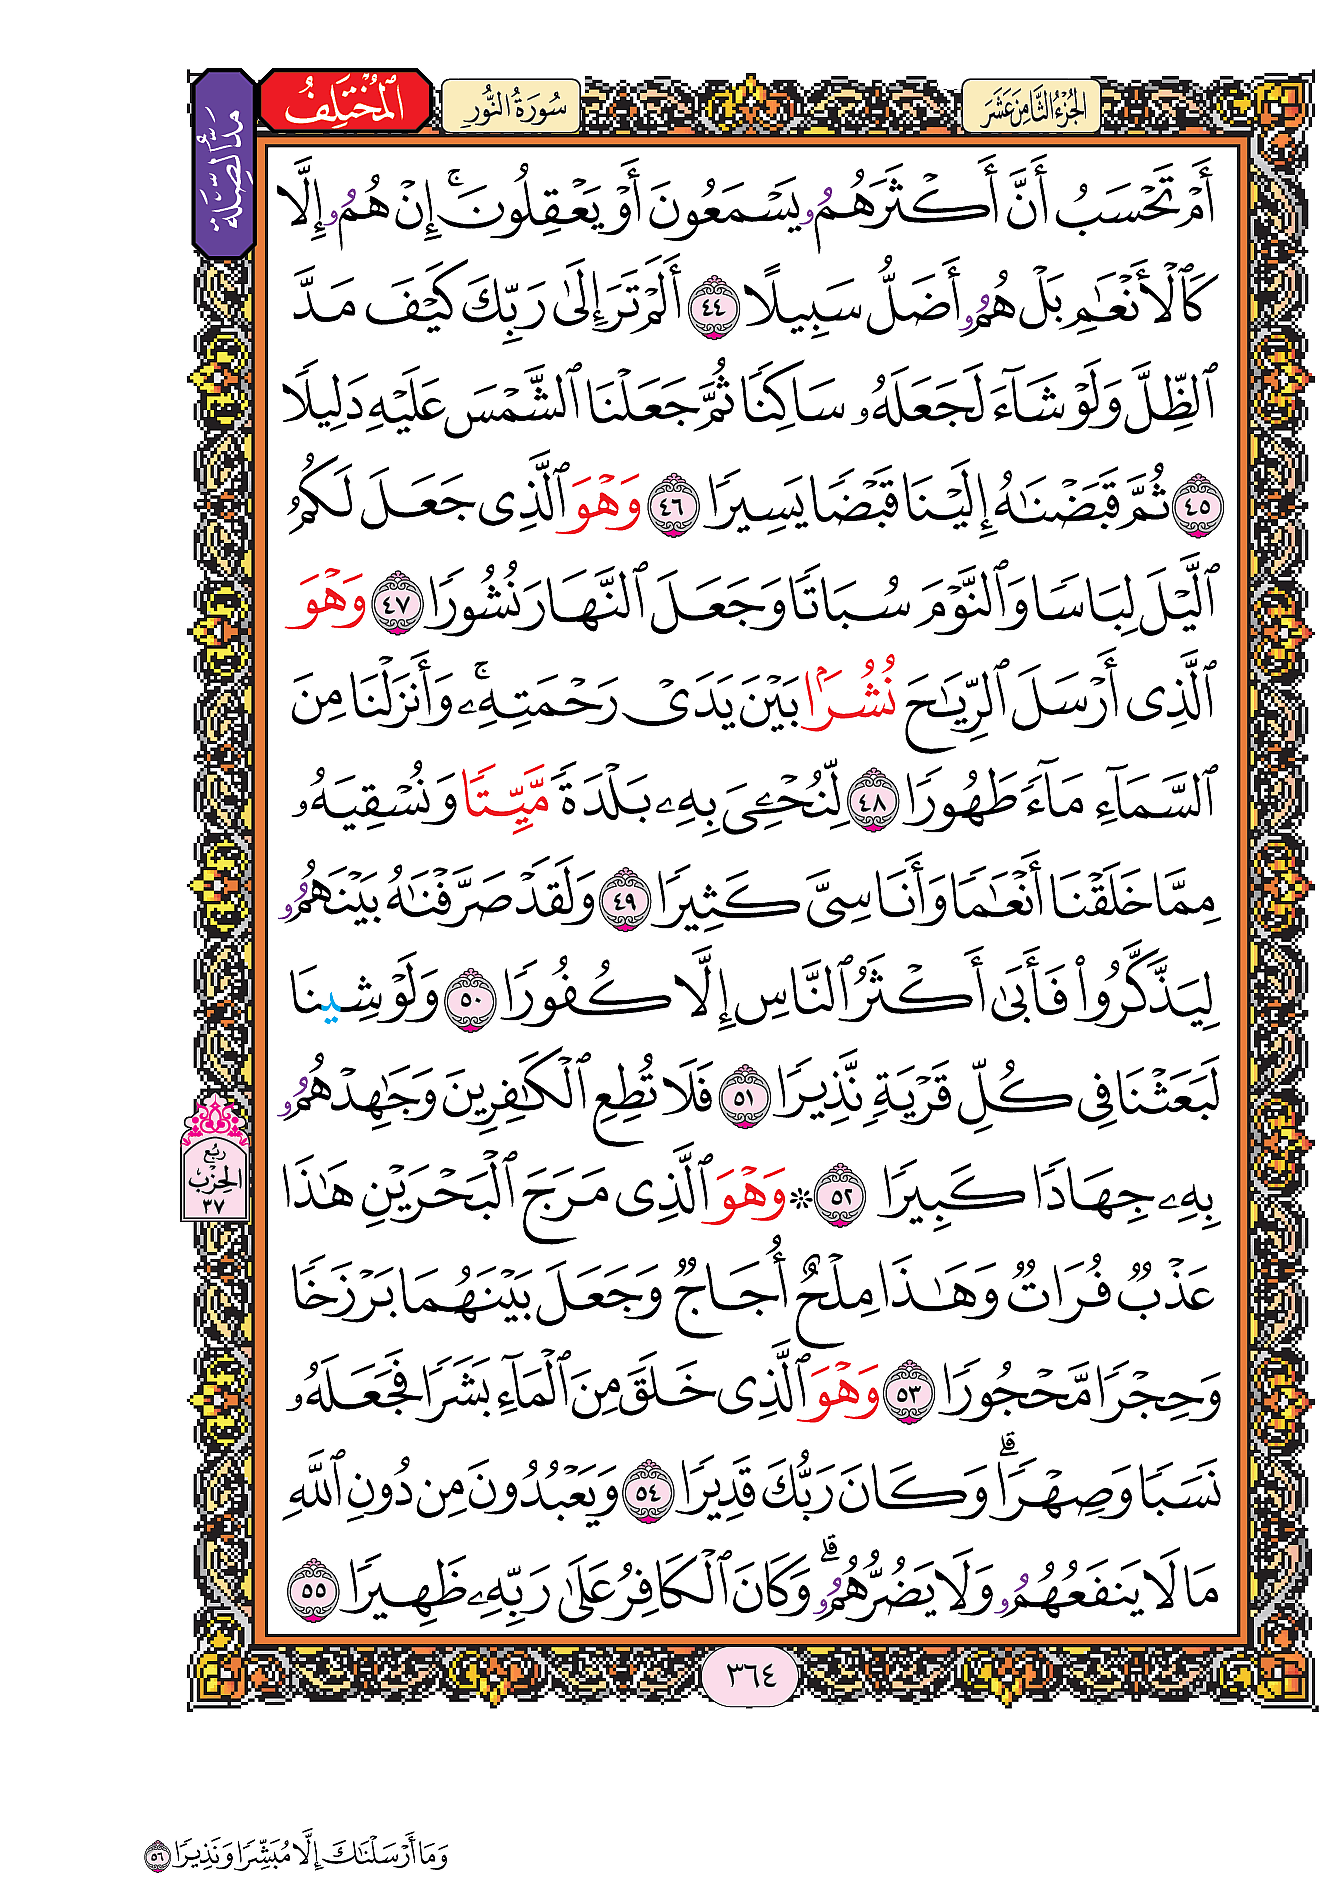 الجُزْءُ الثَّامِنَ عَشَرَ
سُورَةُ النُّورِ
المُخْتَلِفُ
مَدُّ الصِّلَةِ
أَمْ تَحْسَبُ أَنَّ أَكْثَرَهُمُۥ يَسْمَعُونَ أَوْ يَعْقِلُونَۚ إِنْ هُمُۥ إِلَّا
كَٱلْأَنْعَٰمِ بَلْ هُمُۥ أَضَلُّ سَبِيلًا ٤٤ أَلَمْ تَرَ إِلَىٰ رَبِّكَ كَيْفَ مَدَّ
ٱلظِّلَّ وَلَوْ شَآءَ لَجَعَلَهُۥ سَاكِنًا ثُمَّ جَعَلْنَا ٱلشَّمْسَ عَلَيْهِ دَلِيلًا
٤٥ ثُمَّ قَبَضْنَٰهُ إِلَيْنَا قَبْضًا يَسِيرًا ٤٦ وَهْوَ ٱلَّذِى جَعَلَ لَكُمُ
ٱلَّيْلَ لِبَاسًا وَٱلنَّوْمَ سُبَاتًا وَجَعَلَ ٱلنَّهَارَ نُشُورًا ٤٧ وَهْوَ
ٱلَّذِى أَرْسَلَ ٱلرِّيَٰحَ نُشُرًۢا بَيْنَ يَدَىْ رَحْمَتِهِۦۚ وَأَنزَلْنَا مِنَ
ٱلسَّمَآءِ مَآءً طَهُورًا ٤٨ لِّنُحْـِۧىَ بِهِۦ بَلْدَةً مَّيِّتًا وَنُسْقِيَهُۥ
مِمَّا خَلَقْنَا أَنْعَٰمًا وَأَنَاسِىَّ كَثِيرًا ٤٩ وَلَقَدْ صَرَّفْنَٰهُ بَيْنَهُمُۥ
لِيَذَّكَّرُوا۟ فَأَبَىٰ أَكْثَرُ ٱلنَّاسِ إِلَّا كُفُورًا ٥٠ وَلَوْ شِينَا
لَبَعَثْنَا فِى كُلِّ قَرْيَةٍ نَّذِيرًا ٥١ فَلَا تُطِعِ ٱلْكَٰفِرِينَ وَجَٰهِدْهُمُۥ
بِهِۦ جِهَادًا كَبِيرًا ٥٢ ۞ وَهْوَ ٱلَّذِى مَرَجَ ٱلْبَحْرَيْنِ هَٰذَا
عَذْبٌ فُرَاتٌ وَهَٰذَا مِلْحٌ أُجَاجٌ وَجَعَلَ بَيْنَهُمَا بَرْزَخًا
وَحِجْرًا مَّحْجُورًا ٥٣ وَهْوَ ٱلَّذِى خَلَقَ مِنَ ٱلْمَآءِ بَشَرًا فَجَعَلَهُۥ
نَسَبًا وَصِهْرًاۗ وَكَانَ رَبُّكَ قَدِيرًا ٥٤ وَيَعْبُدُونَ مِن دُونِ ٱللَّهِ
مَا لَا يَنفَعُهُمُۥ وَلَا يَضُرُّهُمُۥۗ وَكَانَ ٱلْكَافِرُ عَلَىٰ رَبِّهِۦ ظَهِيرًا ٥٥
رُبُعُ
الحِزْبِ
٣٧
٣٦٤
وَمَا أَرْسَلْنَٰكَ إِلَّا مُبَشِّرًا وَنَذِيرًا ٥٦